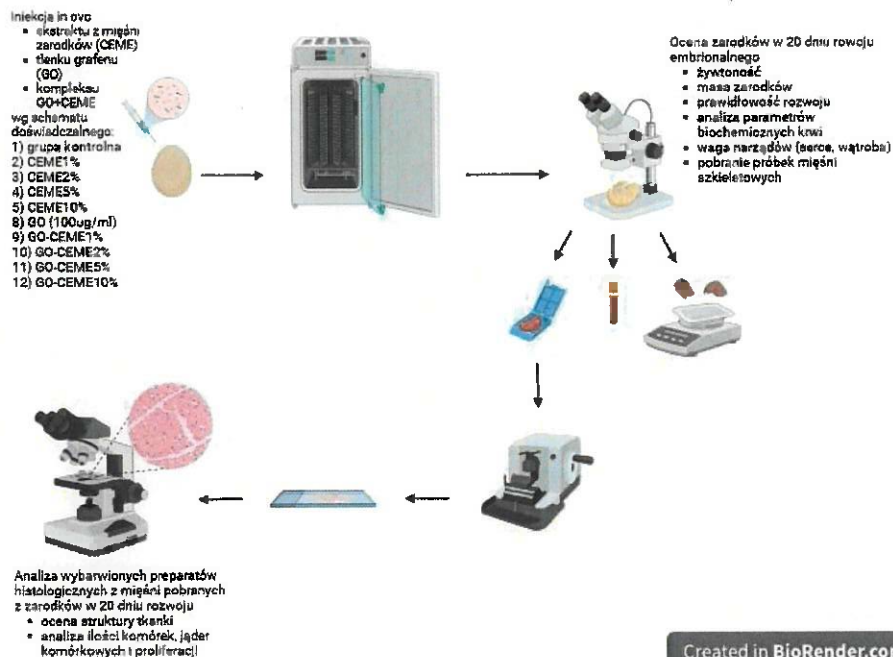 Iniekcja in ovo
• ekstraktu z mięśni
zarodków (CEME)
• tlenku grafenu
(GO)
• kompleksu
GO+CEME
wg schematu
doświadczalnego:
1) grupa kontrolna
2) CEME1%
3) CEME2%
4) CEME5%
5) CEME10%
8) GO (100ug/ml)
9) GO-CEME1%
10) GO-CEME2%
11) GO-CEME5%
12) GO-CEME10%
Ocena zarodków w 20 dniu rowoju
embrionalnego
• żywtoność
• masa zarodków
• prawidłowość rozwoju
• analiza parametrów
biochemicznych krwi
• waga narządów (serce, wątroba)
• pobranie próbek mięśni
szkieletowych
Analiza wybarwionych preparatów
histologicznych z mięśni pobranych
z zarodków w 20 dniu rozwoju
• ocena struktury tkanki
• analiza ilości komórek, jąder
komórkowych i proliferacji
Created in BioRender.co